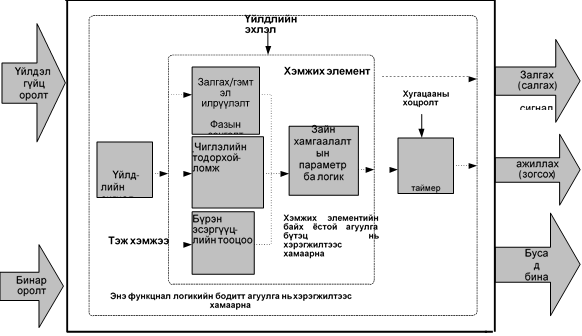 Үйлдлийн
эхлэл
Үйлдэл
гүйц
оролт
Залгах/гэмт
эл
илрүүлэлт
Фазын
Хэмжих элемент
Залгах
(салгах)
сигнал
Хугацааны
хоцролт
Чиглэлийн
тодорхой-
ломж
Зайн
хамгаалалт
ын
параметр
ба логик
Үйлд-
лийн
таймер
ажиллах
(зогсох)
Бүрэн
эсэргүүц-
лийн тооцоо
Тэж хэмжээ
Хэмжих элементийн
байх ёстой агуулга
бүтэц нь
хэрэгжилтээс
хамаарна
Бинар
оролт
Буса
д
бина
Энэ функцнал логикийн бодитт агуулга нь хэрэгжилтээс
хамаарна